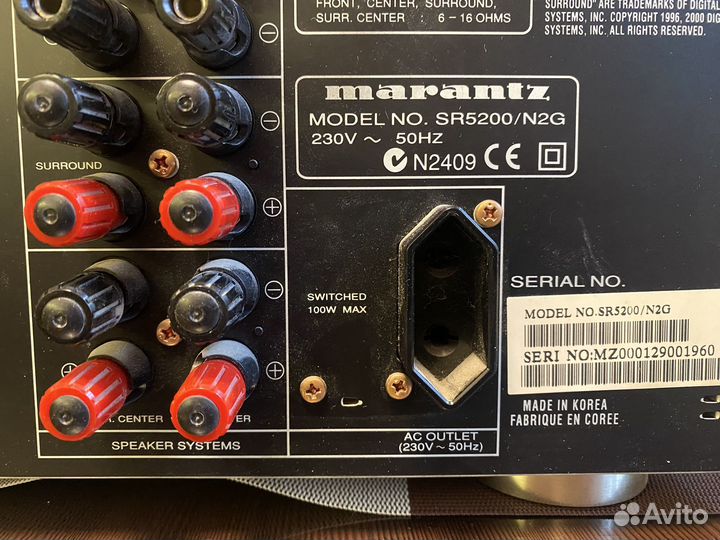 FRONT, CENTER, SURROUND,
SURR. CENTER : 6 – 16 OHMS
SURROUND" ARE TRADEMARKS OF DIGITAL
SYSTEMS, INC. COPYRIGHT 1996, 2000 DIG
SYSTEMS, INC. ALL RIGHTS RESERVED.
marantz
MODEL NO. SR5200/N2G
230V ~ 50HZ
N2409 CE
SURROUND
SWITCHED
100W MAX
SERIAL NO.
MODEL NO.SR5200/N2G
SERI NO:MZ000129001960
MADE IN KOREA
FABRIQUE EN COREE
R. CENTER
TER
SPEAKER SYSTEMS
AC OUTLET
(230V ~ 50Hz)
Avito